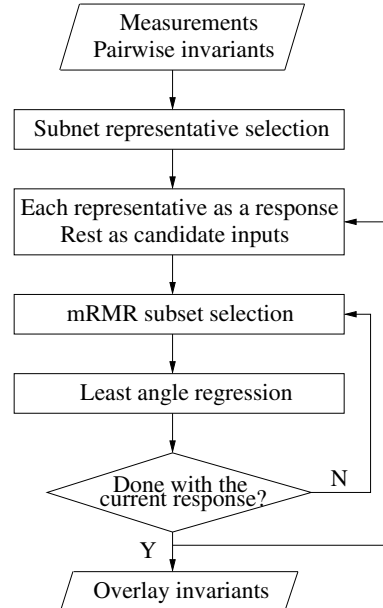 Measurements
Pairwise invariants
Subnet representative selection
Each representative as a response
Rest as candidate inputs
mRMR subset selection
Least angle regression
Done with the
current response?
N
Y
Overlay invariants